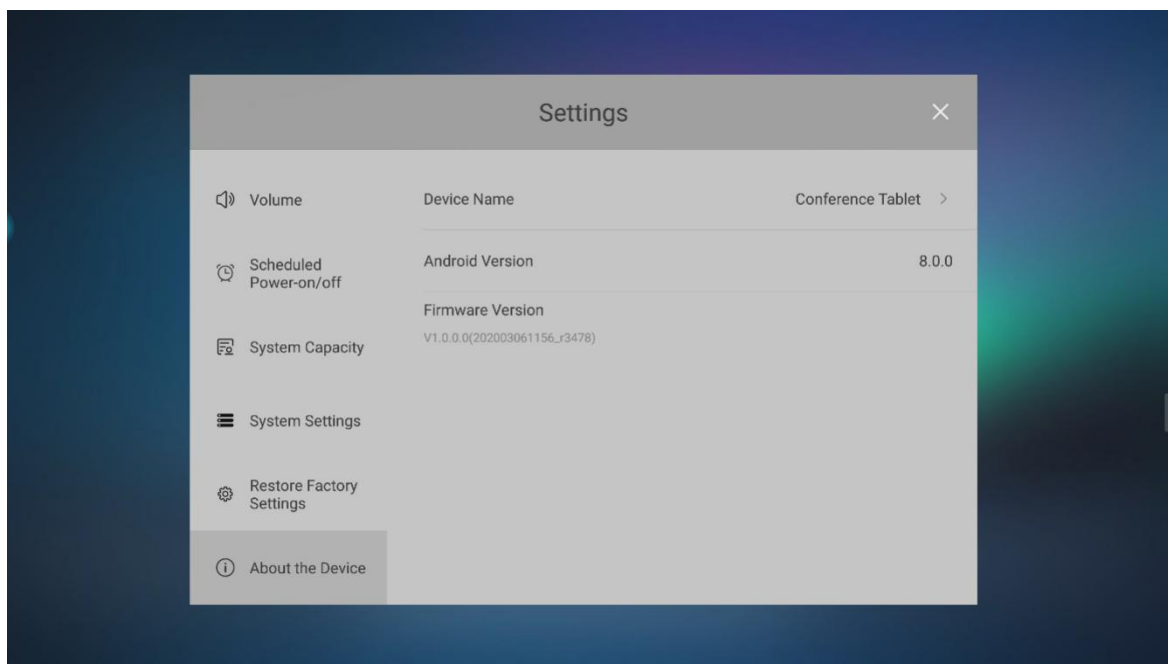 Settings
Volume
Scheduled
Power-on/off
System Capacity
System Settings
Restore Factory
Settings
About the Device
Device Name
Conference Tablet
Android Version
8.0.0
Firmware Version
V1.0.0.0(202003061156_r3478)